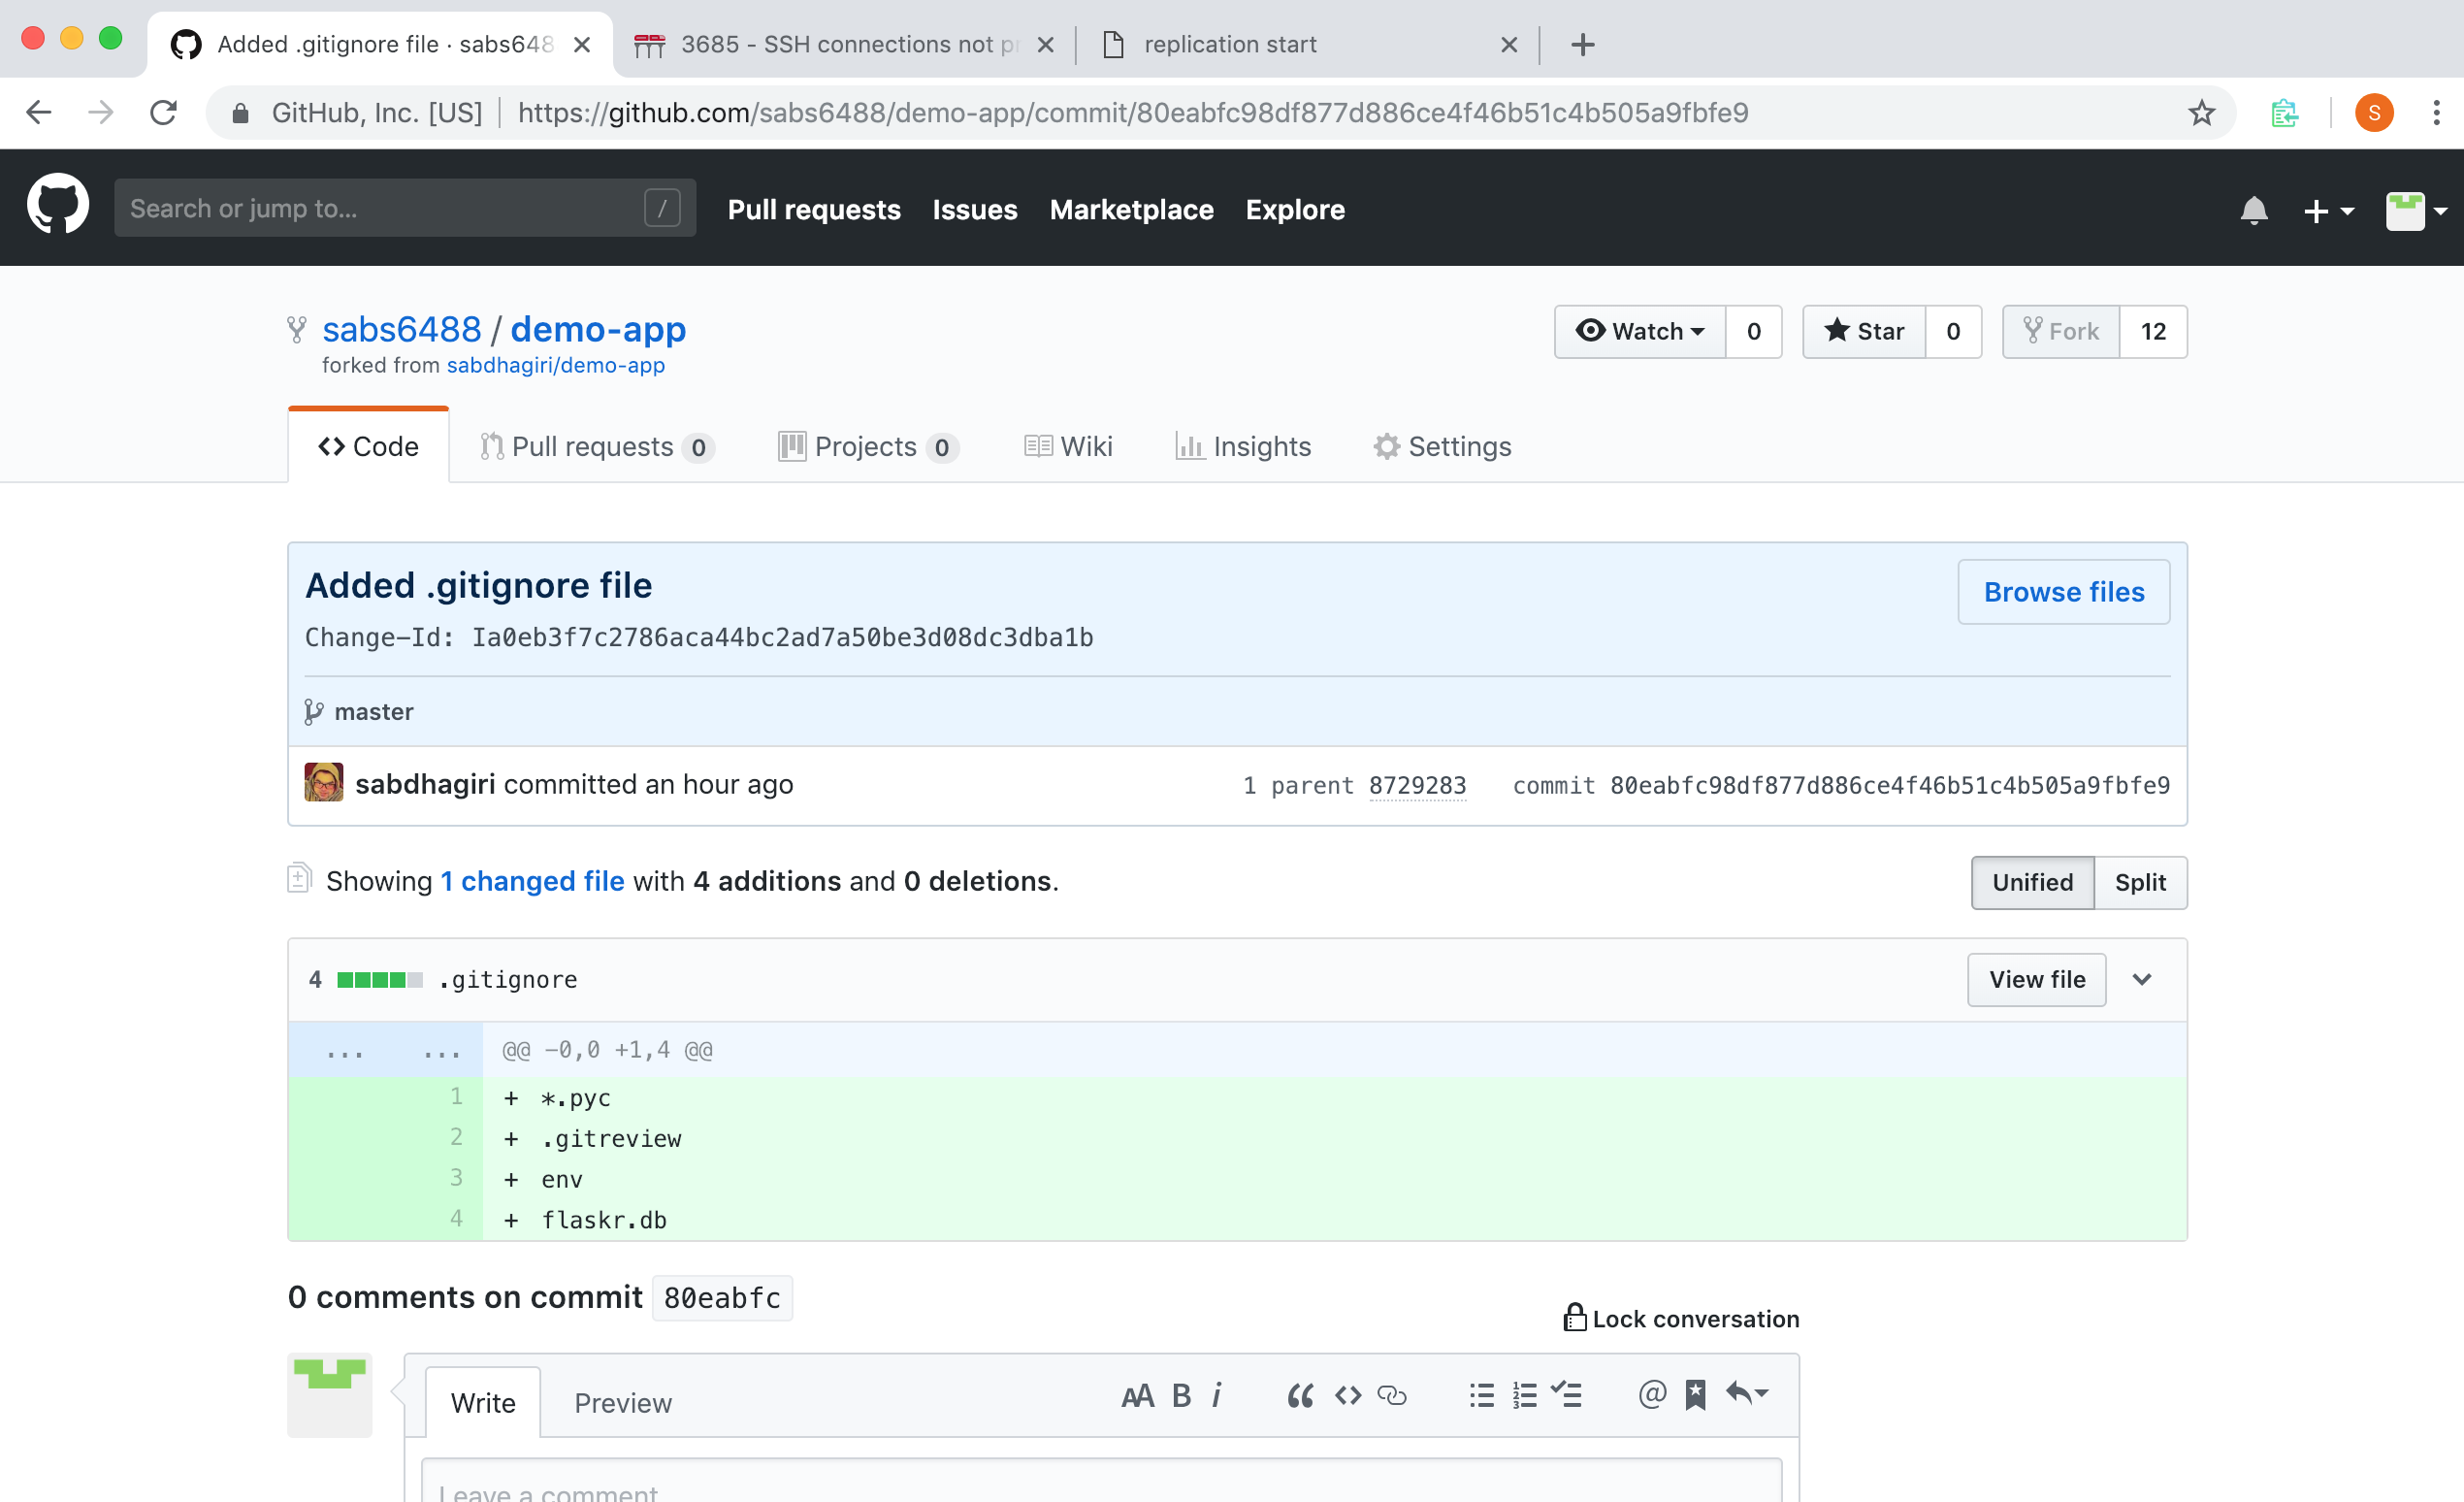 Added .gitignore file · sabs648
3685 - SSH connections not p
replication start
GitHub, Inc. [US] https://github.com/sabs6488/demo-app/commit/80eabfc98df877d886ce4f46b51c4b505a9fbfe9
S
Search or jump to... /
Pull requests Issues Marketplace Explore
sabs6488 / demo-app
forked from sabdhagiri/demo-app
Watch 0 Star 0 Fork 12
Code Pull requests 0 Projects 0 Wiki Insights Settings
Added .gitignore file
Browse files
Change-Id: Ia0eb3f7c2786aca44bc2ad7a50be3d08dc3dba1b
master
sabdhagiri committed an hour ago 1 parent 8729283 commit 80eabfc98df877d886ce4f46b51c4b505a9fbfe9
Showing 1 changed file with 4 additions and 0 deletions.
Unified Split
4 .gitignore View file
... ... @@ -0,0 +1,4 @@
1 + *.pyc
2 + .gitreview
3 + env
4 + flaskr.db
0 comments on commit 80eabfc
Lock conversation
Write Preview
Leave a comment